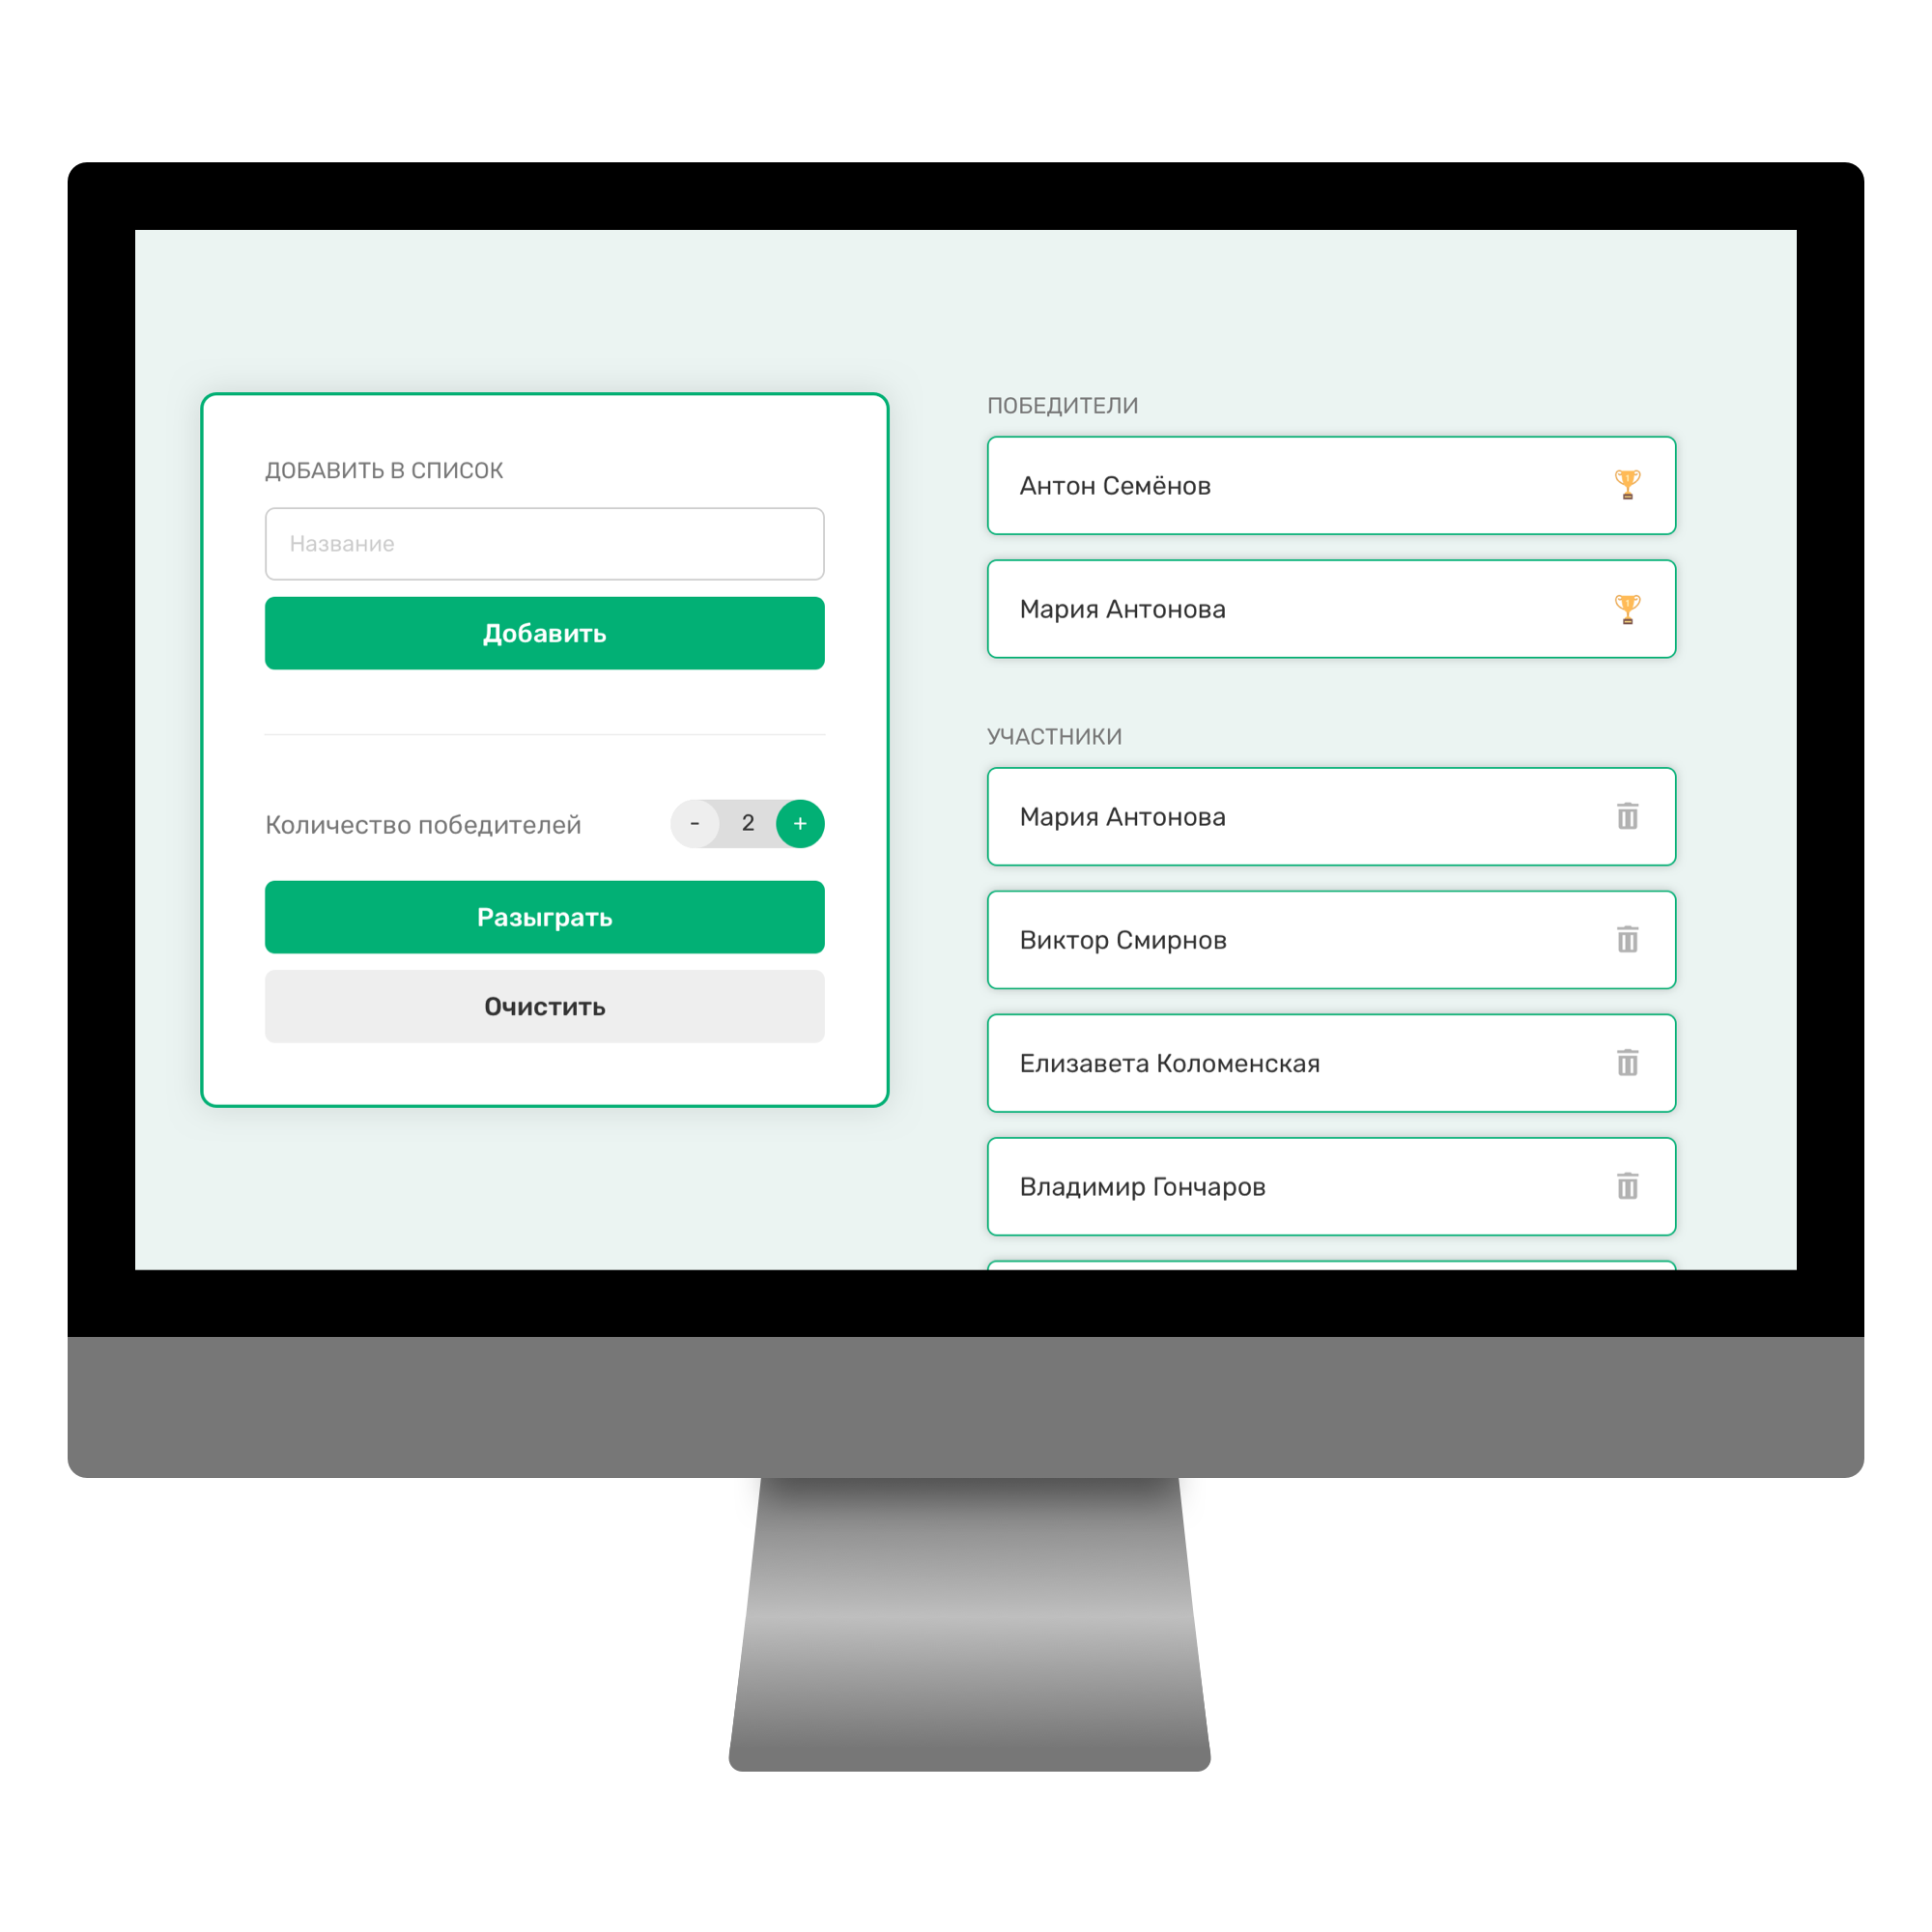 ДОБАВИТЬ В СПИСОК
Название
Добавить
Количество победителей
- 2 +
Разыграть
Очистить
ПОБЕДИТЕЛИ
Антон Семёнов
Мария Антонова
УЧАСТНИКИ
Мария Антонова
Виктор Смирнов
Елизавета Коломенская
Владимир Гончаров